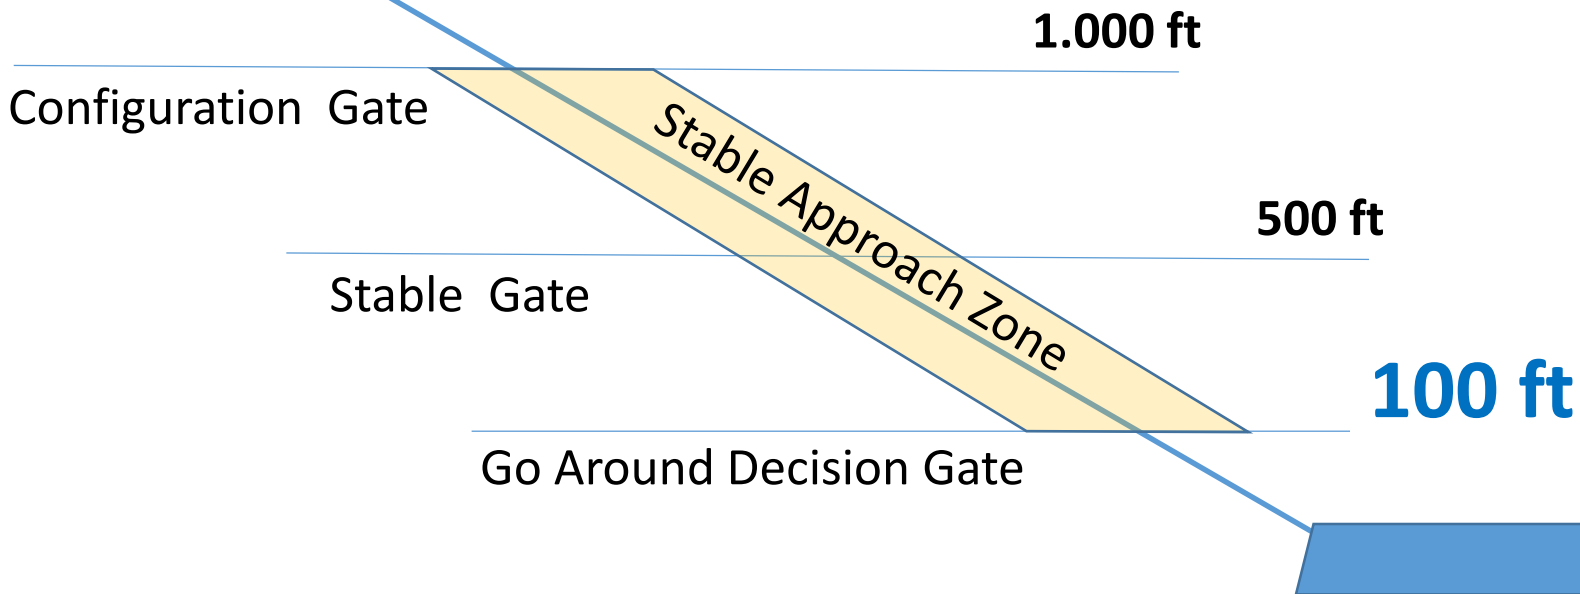 1.000 ft
Configuration Gate
Stable Approach Zone
500 ft
Stable Gate
100 ft
Go Around Decision Gate